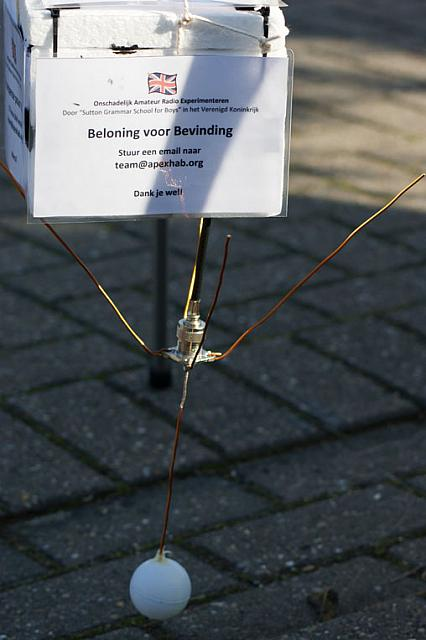 Onschadelijk Amateur Radio Experimenteren
Door "Sutton Grammar School for Boys" in het Verenigd Koninkrijk
Beloning voor Bevinding
Stuur een email naar
team@apexhab.org
Dank je well